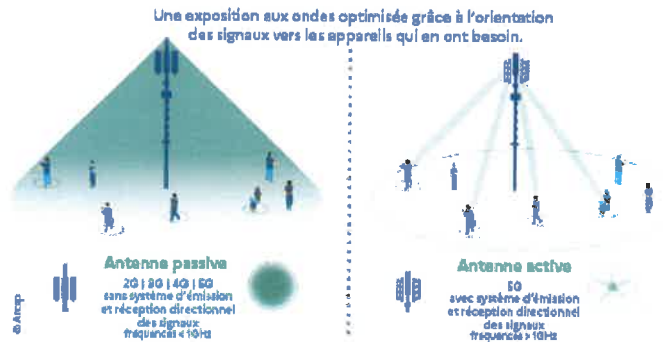 Une exposition aux ondes optimisée grâce à l'orientation
des signaux vers les appareils qui en ont besoin.
Antenne passive
2G | 3G | 4G | 5G
sans système d'émission
et réception directionnel
des signaux
fréquences < 1GHz
Antenne active
5G
avec système d'émission
et réception directionnel
des signaux
fréquences > 1GHz
© Arcep